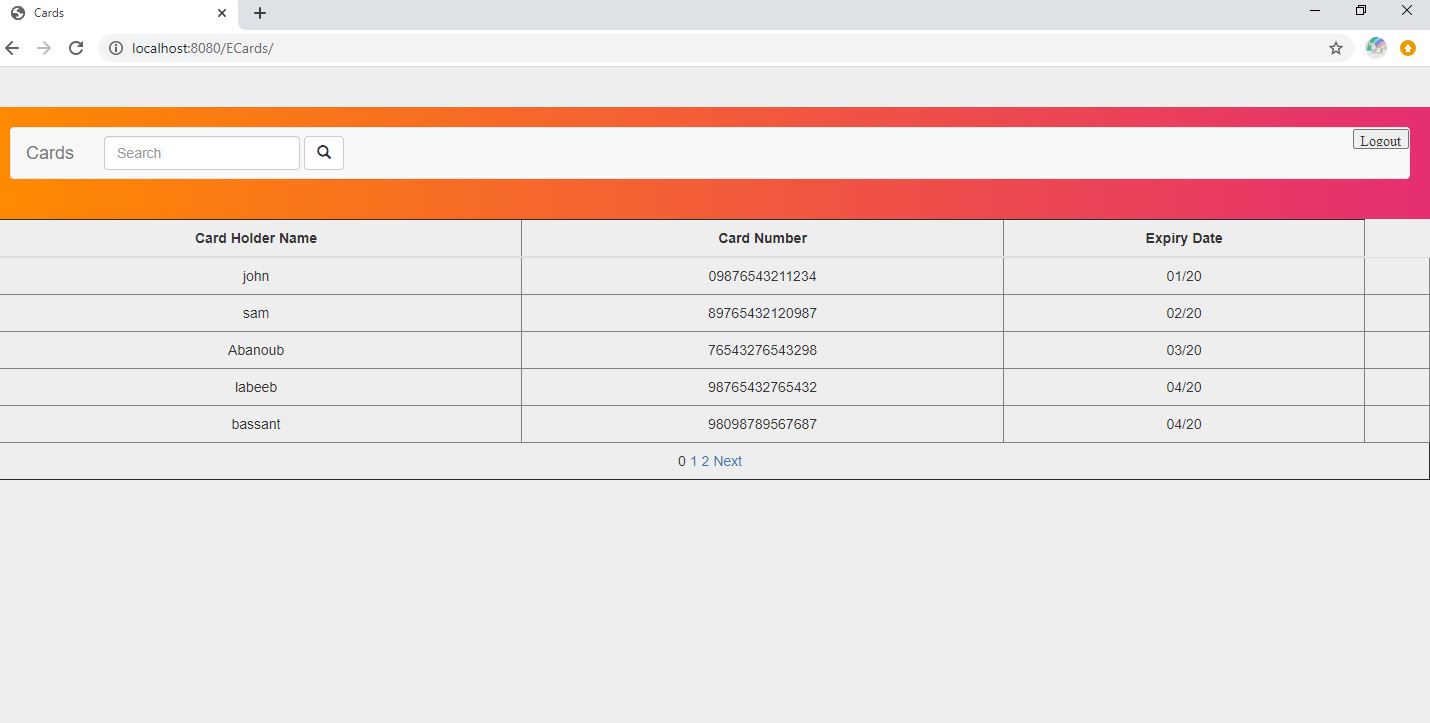 Cards
localhost:8080/ECards/
Cards Search Logout
Card Holder Name Card Number Expiry Date
john 09876543211234 01/20
sam 89765432120987 02/20
Abanoub 76543276543298 03/20
labeeb 98765432765432 04/20
bassant 98098789567687 04/20
0 1 2 Next